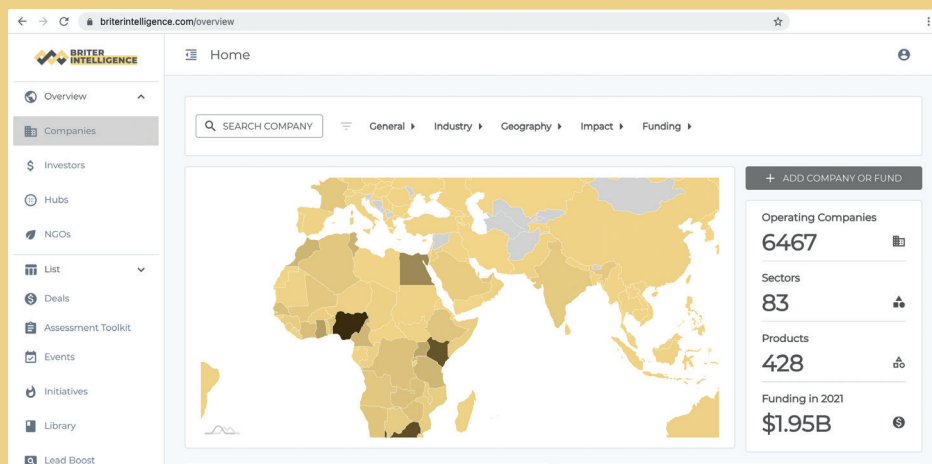 briterintelligence.com/overview
BRITER
INTELLIGENCE
Home
Overview
Companies
Investors
Hubs
NGOs
List
Deals
Assessment Toolkit
Events
Initiatives
Library
Lead Boost
SEARCH COMPANY
General
Industry
Geography
Impact
Funding
+ ADD COMPANY OR FUND
Operating Companies
6467
Sectors
83
Products
428
Funding in 2021
$1.95B